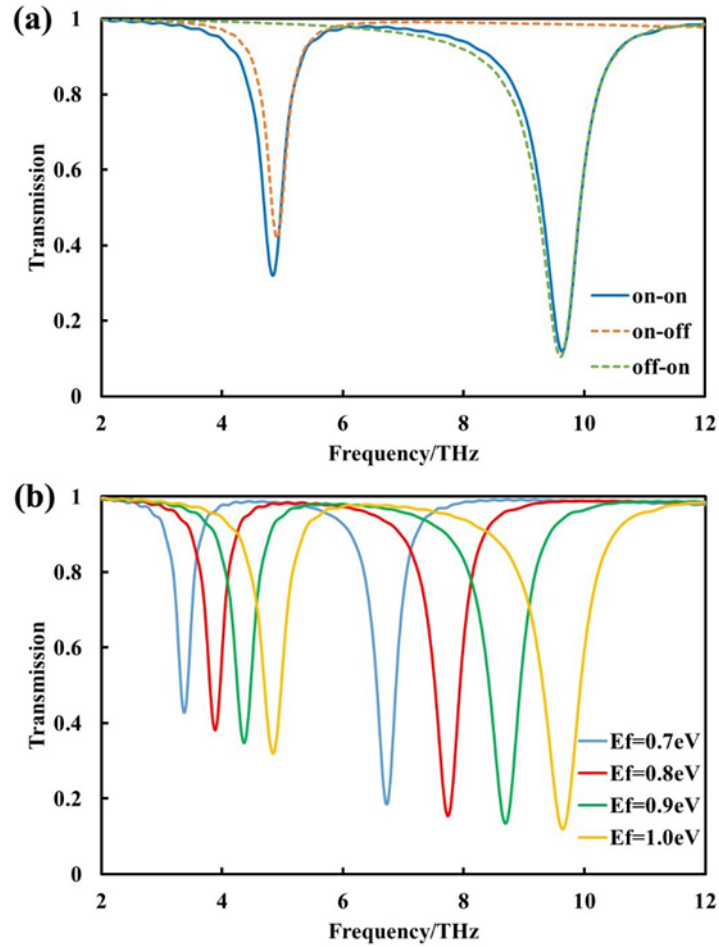 (a)
1
0.8
0.6
0.4
0.2
0
Transmission
on-on
on-off
off-on
2 4 6 8 10 12
Frequency/THz
(b)
1
0.8
0.6
0.4
0.2
0
Transmission
Ef=0.7eV
Ef=0.8eV
Ef=0.9eV
Ef=1.0eV
2 4 6 8 10 12
Frequency/THz